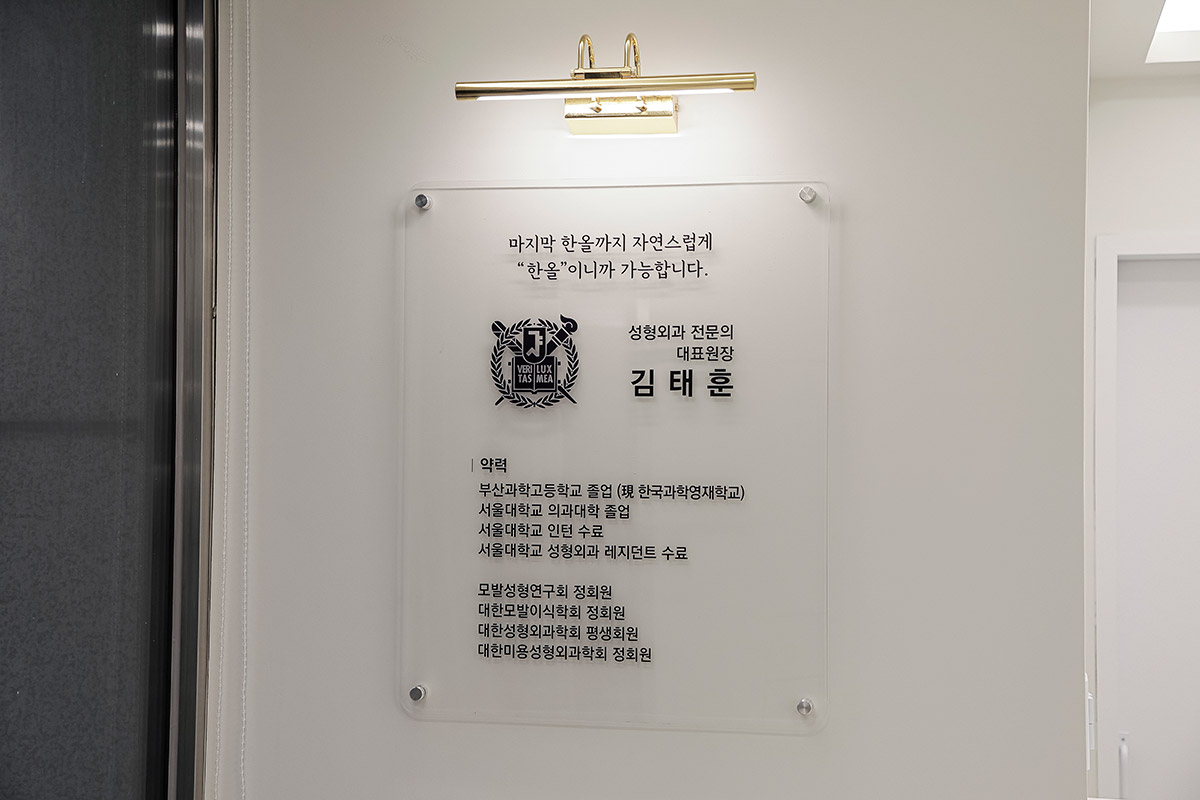 마지막 한올까지 자연스럽게
“한올”이니까 가능합니다.
VERI LUX
TAS MEA
성형외과 전문의
대표원장
김태훈
약력
부산과학고등학교 졸업 (現 한국과학영재학교)
서울대학교 의과대학 졸업
서울대학교 인턴 수료
서울대학교 성형외과 레지던트 수료
모발성형연구회 정회원
대한모발이식학회 정회원
대한성형외과학회 평생회원
대한미용성형외과학회 정회원